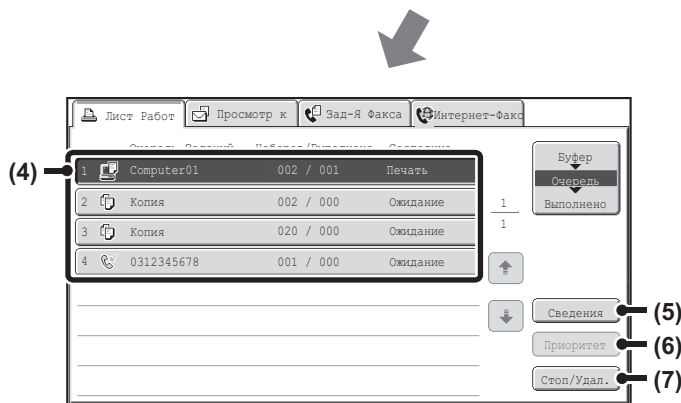 Лист Работ Просмотр к Зад-Я Факса Интернет-Факс
(4) 1 Computer01 002 / 001 Печать
2 Копия 002 / 000 Ожидание
3 Копия 020 / 000 Ожидание
4 0312345678 001 / 000 Ожидание
1
1
Буфер
Очередь
Выполнено
Сведения (5)
Приоритет (6)
Стоп/Удал. (7)